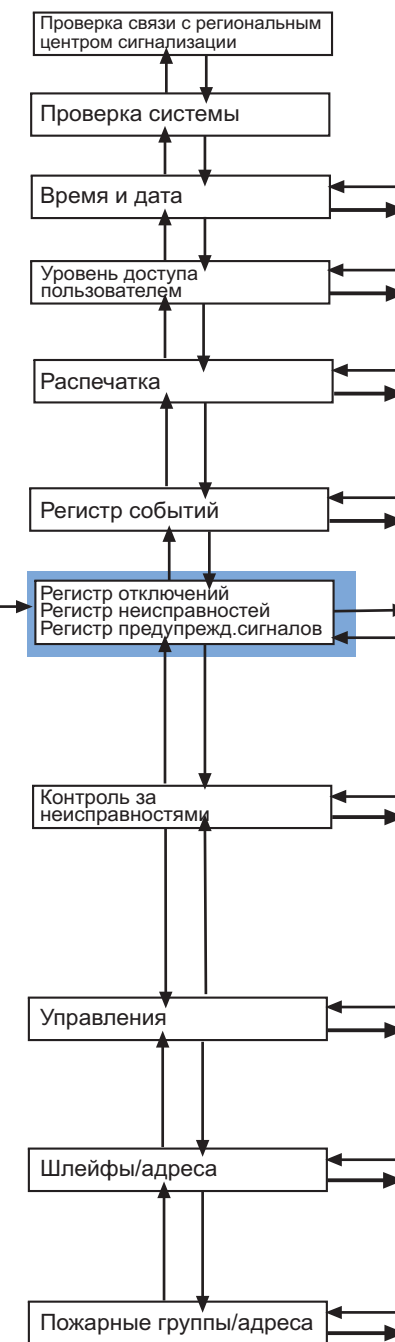 Проверка связи с региональным
центром сигнализации
Проверка системы
Время и дата
Уровень доступа
пользователем
Распечатка
Регистр событий
Регистр отключений
Регистр неисправностей
Регистр предупрежд.сигналов
Контроль за
неисправностями
Управления
Шлейфы/адреса
Пожарные группы/адреса